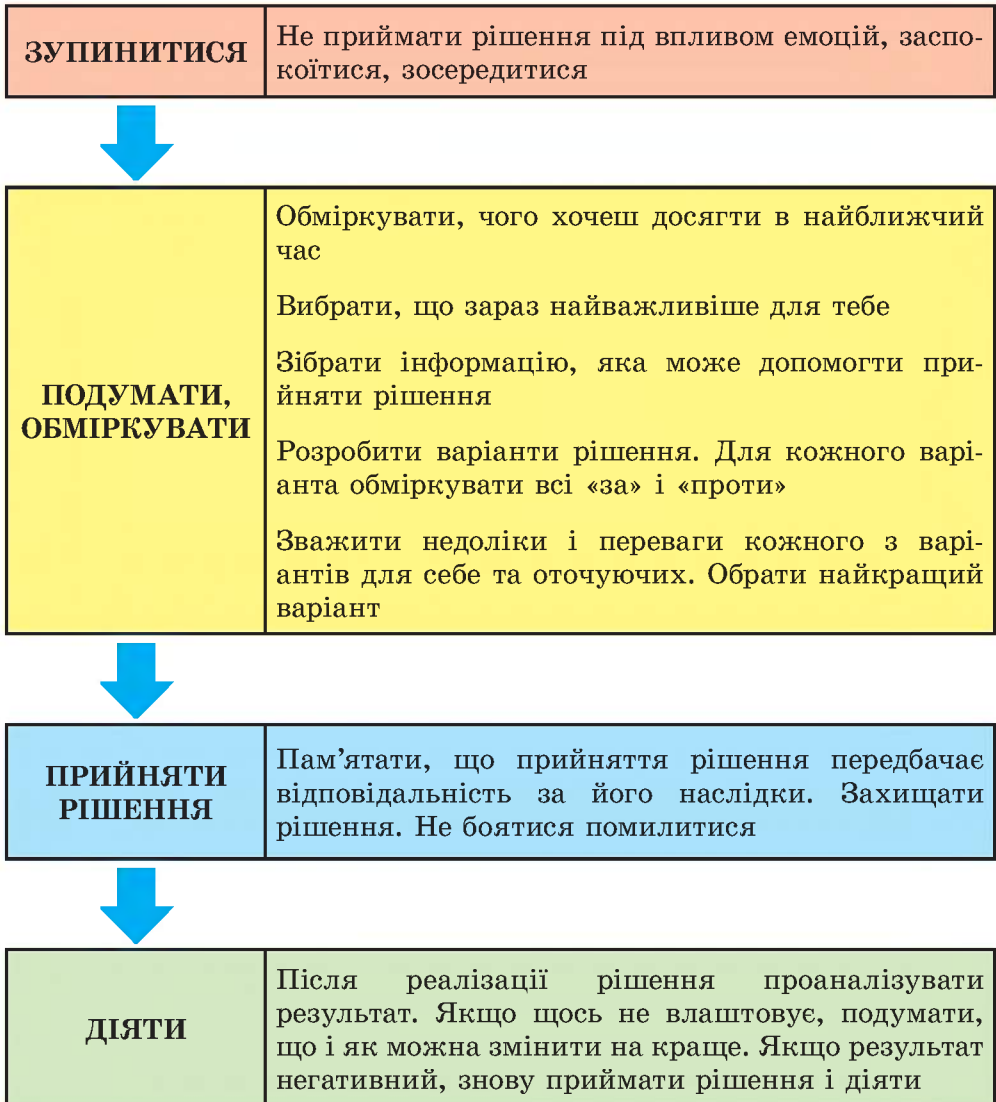 ЗУПИНИТИСЯ
Не приймати рішення під впливом емоцій, заспо-
коїтися, зосередитися
ПОДУМАТИ,
ОБМІРКУВАТИ
Обміркувати, чого хочеш досягти в найближчий
час
Вибрати, що зараз найважливіше для тебе
Зібрати інформацію, яка може допомогти при-
йняти рішення
Розробити варіанти рішення. Для кожного варі-
анта обміркувати всі «за» і «проти»
Зважити недоліки і переваги кожного з варі-
антів для себе та оточуючих. Обрати найкращий
варіант
ПРИЙНЯТИ
РІШЕННЯ
Пам’ятати, що прийняття рішення передбачає
відповідальність за його наслідки. Захищати
рішення. Не боятися помилитися
ДІЯТИ
Після реалізації рішення проаналізувати
результат. Якщо щось не влаштовує, подумати,
що і як можна змінити на краще. Якщо результат
негативний, знову приймати рішення і діяти